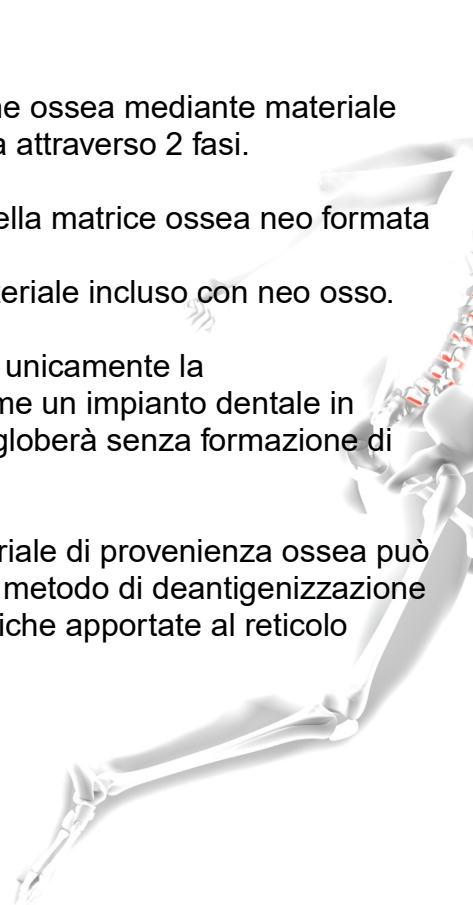 ne ossea mediante materiale
a attraverso 2 fasi.
ella matrice ossea neo formata
teriale incluso con neo osso.
unicamente la
me un impianto dentale in
globerà senza formazione di
riale di provenienza ossea può
metodo di deantigenizzazione
iche apportate al reticolo